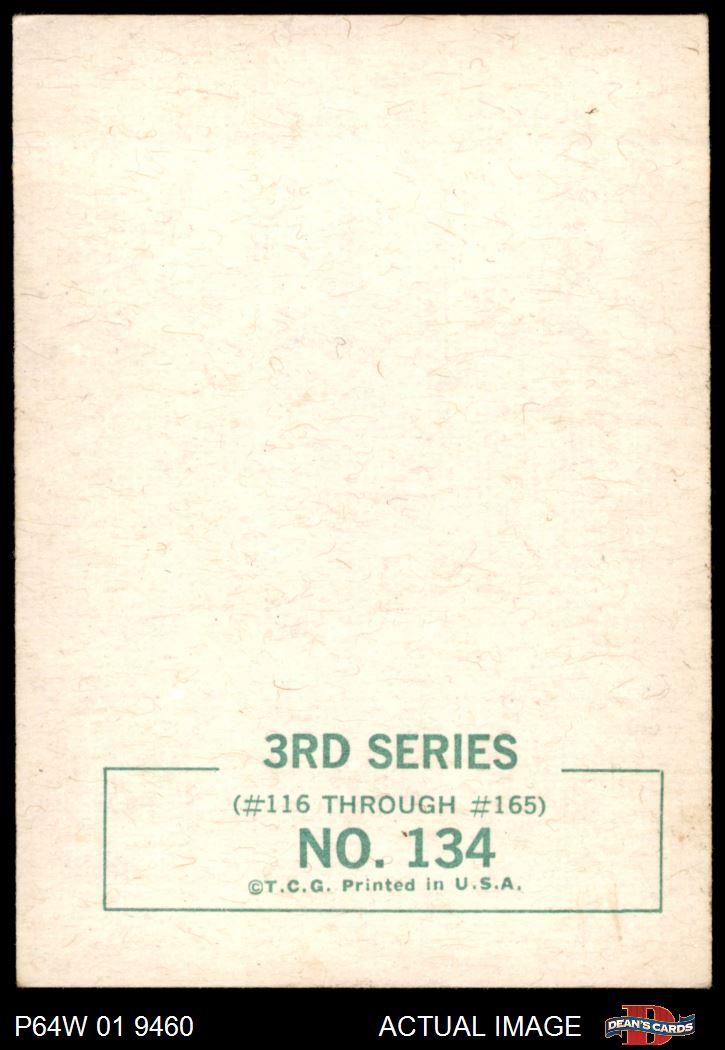 3RD SERIES
(#116 THROUGH #165)
NO. 134
©T.C.G. Printed in U.S.A.
P64W 01 9460
ACTUAL IMAGE
DEAN'S CARDS